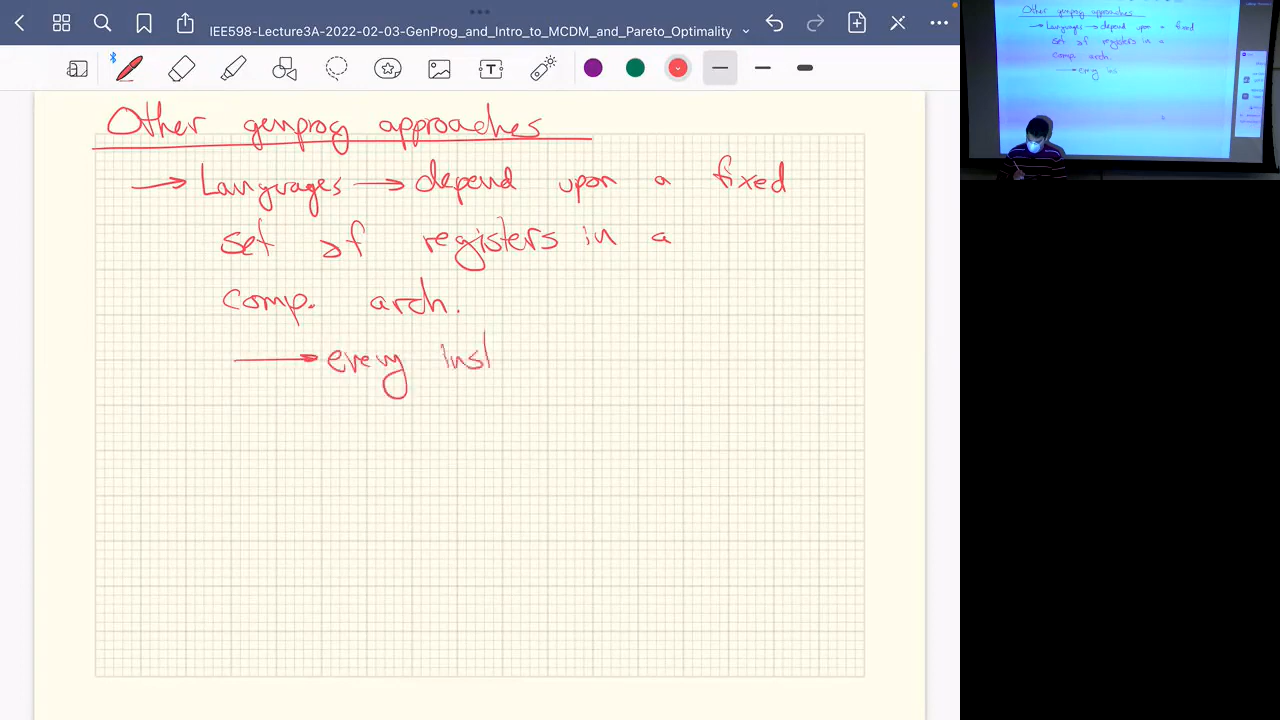 IEE598-Lecture3A-2022-02-03-GenProg_and_Intro_to_MCDM_and_Pareto_Optimality
Other genprog approaches
→ Languages → depend upon a fixed
set of registers in a
comp. arch.
→ every inst